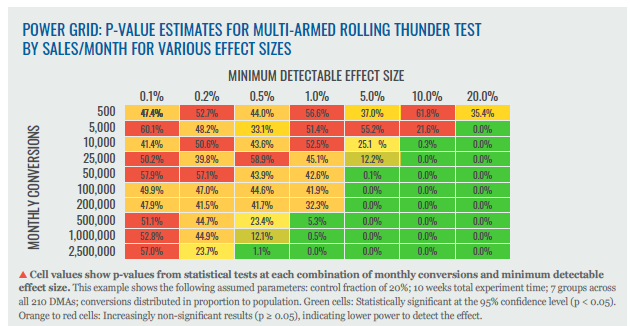 POWER GRID: P-VALUE ESTIMATES FOR MULTI-ARMED ROLLING THUNDER TEST
BY SALES/MONTH FOR VARIOUS EFFECT SIZES
MINIMUM DETECTABLE EFFECT SIZE
0.1% 0.2% 0.5% 1.0% 5.0% 10.0% 20.0%
MONTHLY CONVERSIONS
500 47.4% 52.7% 44.0% 56.6% 37.0% 61.8% 35.4%
5,000 60.1% 48.2% 33.1% 51.4% 55.2% 21.6% 0.0%
10,000 41.4% 50.6% 43.6% 52.5% 25.1 % 0.3% 0.0%
25,000 50.2% 39.8% 58.9% 45.1% 12.2% 0.0% 0.0%
50,000 57.9% 57.1% 43.9% 42.6% 0.1% 0.0% 0.0%
100,000 49.9% 47.0% 44.6% 41.9% 0.0% 0.0% 0.0%
200,000 47.9% 41.5% 41.7% 32.3% 0.0% 0.0% 0.0%
500,000 51.1% 44.7% 23.4% 5.3% 0.0% 0.0% 0.0%
1,000,000 52.8% 44.9% 12.1% 0.5% 0.0% 0.0% 0.0%
2,500,000 57.0% 23.7% 1.1% 0.0% 0.0% 0.0% 0.0%
▲ Cell values show p-values from statistical tests at each combination of monthly conversions and minimum detectable
effect size. This example shows the following assumed parameters: control fraction of 20%; 10 weeks total experiment time; 7 groups across
all 210 DMAs; conversions distributed in proportion to population. Green cells: Statistically significant at the 95% confidence level (p < 0.05).
Orange to red cells: Increasingly non-significant results (p ≥ 0.05), indicating lower power to detect the effect.